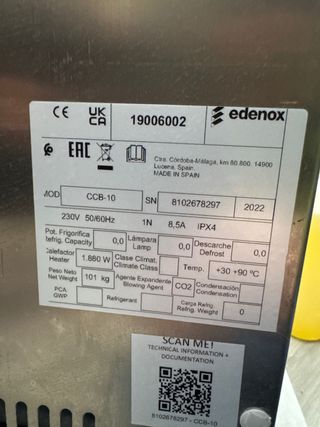 CE UK CA 19006002 edenox
EAC Ctra. Córdoba-Málaga, km 80.800. 14900
Lucena. Spain.
MADE IN SPAIN
MOD CCB-10 SN 8102678297 2022
230V 50/60Hz 1N 8,5A IPX4
Pot. Frigorifica Refrig. Capacity 0,0 Lámpara Lamp 0,0 Descarche Defrost 0,0
Calefactor Heater 1.880 W Clase Climat. Climate Class Temp. +30 +90 ºC
Peso Neto Net Weight 101 kg Agente Expandente Blowing Agent CO2 Condensación Condensation
PCA GWP Refrigerant Carga Refrig. Refrig. Weight 0
SCAN ME!
TECHNICAL INFORMATION +
DOCUMENTATION
8102678297 - CCB-10